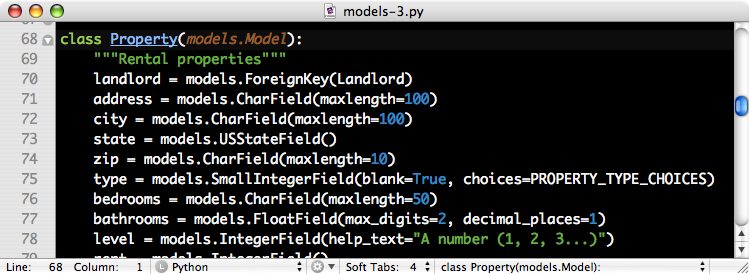 models-3.py
68 class Property(models.Model):
69 """Rental properties"""
70 landlord = models.ForeignKey(Landlord)
71 address = models.CharField(maxlength=100)
72 city = models.CharField(maxlength=100)
73 state = models.USStateField()
74 zip = models.CharField(maxlength=10)
75 type = models.SmallIntegerField(blank=True, choices=PROPERTY_TYPE_CHOICES)
76 bedrooms = models.CharField(maxlength=50)
77 bathrooms = models.FloatField(max_digits=2, decimal_places=1)
78 level = models.IntegerField(help_text="A number (1, 2, 3...)")
Line: 68 Column: 1 L Python Soft Tabs: 4 class Property(models.Model):